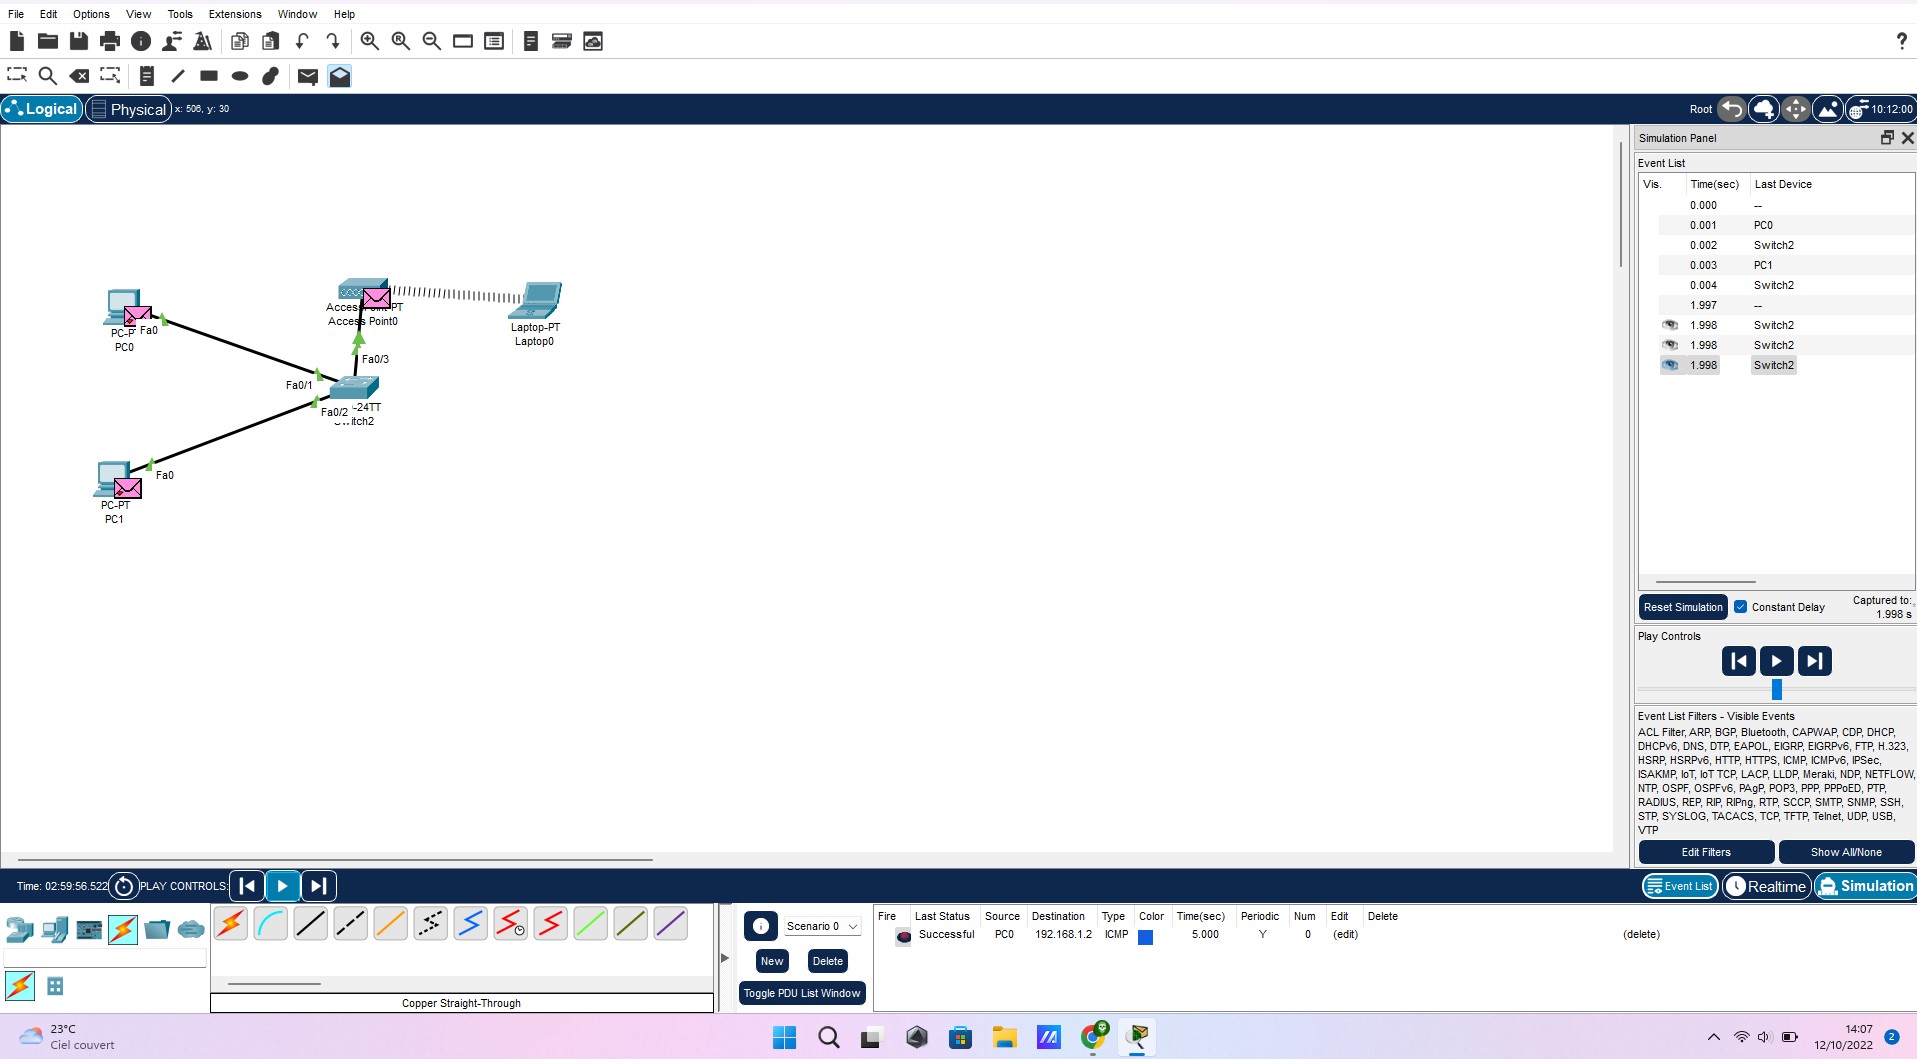 File Edit Options View Tools Extensions Window Help
?
Logical Physical x: 506, y: 30 Root 10:12:00
Simulation Panel
Event List
Vis. Time(sec) Last Device
0.000 --
0.001 PC0
0.002 Switch2
0.003 PC1
0.004 Switch2
1.997 --
1.998 Switch2
1.998 Switch2
1.998 Switch2
Reset Simulation Constant Delay Captured to:
1.998 s
Play Controls
Event List Filters - Visible Events
ACL Filter, ARP, BGP, Bluetooth, CAPWAP, CDP, DHCP,
DHCPv6, DNS, DTP, EAPOL, EIGRP, EIGRPv6, FTP, H.323,
HSRP, HSRPv6, HTTP, HTTPS, ICMP, ICMPv6, IPSec,
ISAKMP, IoT, IoT TCP, LACP, LLDP, Meraki, NDP, NETFLOW,
NTP, OSPF, OSPFv6, PAgP, POP3, PPP, PPPoED, PTP,
RADIUS, REP, RIP, RIPng, RTP, SCCP, SMTP, SNMP, SSH,
STP, SYSLOG, TACACS, TCP, TFTP, Telnet, UDP, USB,
VTP
Edit Filters Show All/None
Fa0
PC0
Access Point0
Laptop-PT
Laptop0
Fa0/3
Fa0/1
Fa0/2 -24TT
Fa0
PC-PT
PC1
Time: 02:59:56.522 PLAY CONTROLS:
Event List Realtime Simulation
Copper Straight-Through
Scenario 0
New Delete
Toggle PDU List Window
Fire Last Status Source Destination Type Color Time(sec) Periodic Num Edit Delete
Successful PC0 192.168.1.2 ICMP 5.000 Y 0 (edit) (delete)
23°C
Ciel couvert
14:07
12/10/2022
2